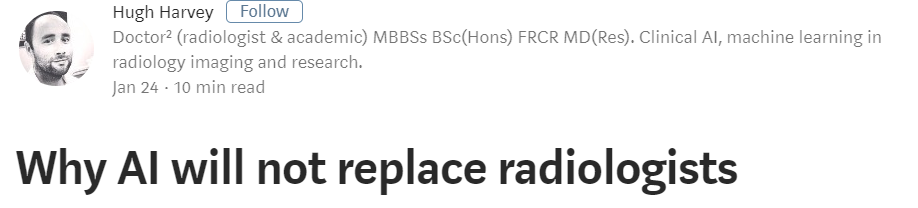 Hugh Harvey Follow
Doctor² (radiologist & academic) MBBSs BSc(Hons) FRCR MD(Res). Clinical AI, machine learning in
radiology imaging and research.
Jan 24 · 10 min read
Why AI will not replace radiologists